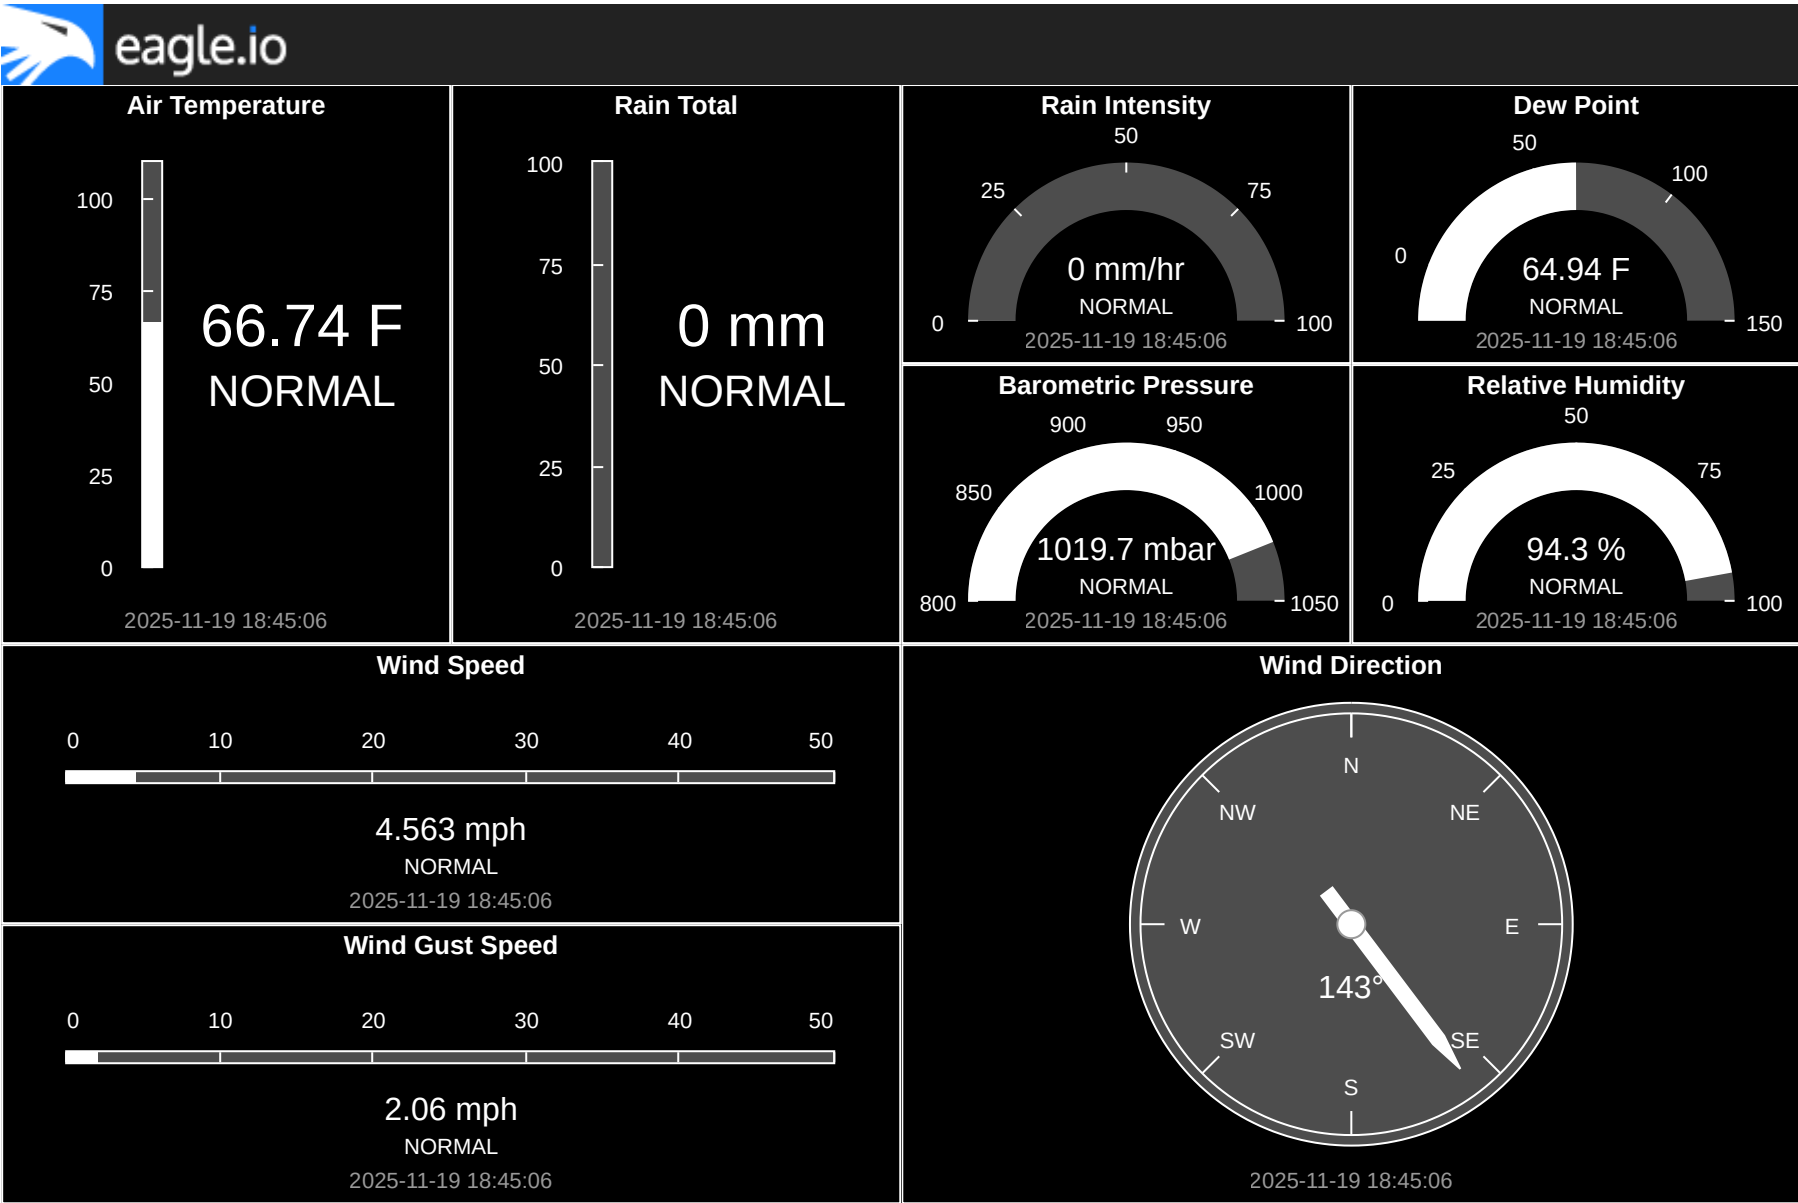 eagle.io
Air Temperature
100
75
50
25
0
66.74 F
NORMAL
2025-11-19 18:45:06
Rain Total
100
75
50
25
0
0 mm
NORMAL
2025-11-19 18:45:06
Rain Intensity
0
25
50
75
100
0 mm/hr
NORMAL
2025-11-19 18:45:06
Dew Point
0
50
100
150
64.94 F
NORMAL
2025-11-19 18:45:06
Barometric Pressure
800
850
900
950
1000
1050
1019.7 mbar
NORMAL
2025-11-19 18:45:06
Relative Humidity
0
25
50
75
100
94.3 %
NORMAL
2025-11-19 18:45:06
Wind Speed
0 10 20 30 40 50
4.563 mph
NORMAL
2025-11-19 18:45:06
Wind Gust Speed
0 10 20 30 40 50
2.06 mph
NORMAL
2025-11-19 18:45:06
Wind Direction
N
NW NE
W E
143°
SW SE
S
2025-11-19 18:45:06